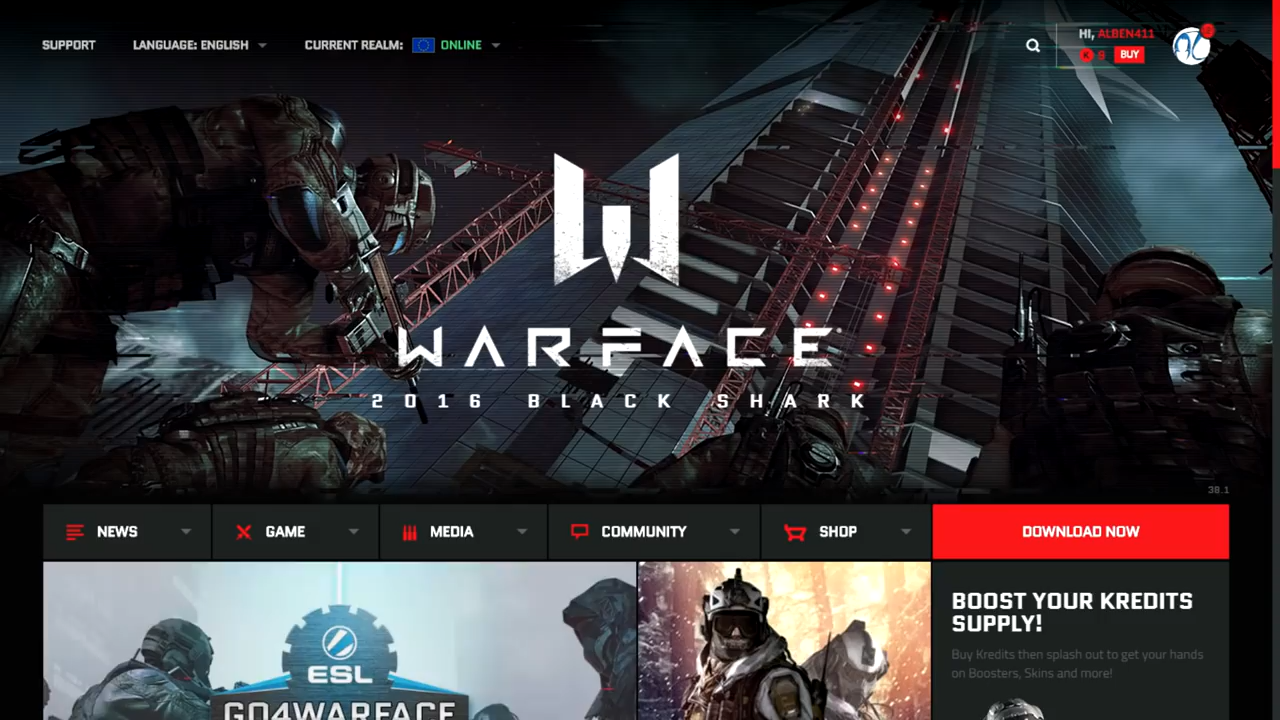 SUPPORT
LANGUAGE: ENGLISH
CURRENT REALM: ONLINE
HI, ALBEN411
K 9 BUY
WARFACE
2016 BLACK SHARK
38.1
NEWS
GAME
MEDIA
COMMUNITY
SHOP
DOWNLOAD NOW
ESL
GO4WARFACE
BOOST YOUR KREDITS
SUPPLY!
Buy Kredits then splash out to get your hands
on Boosters, Skins and more!